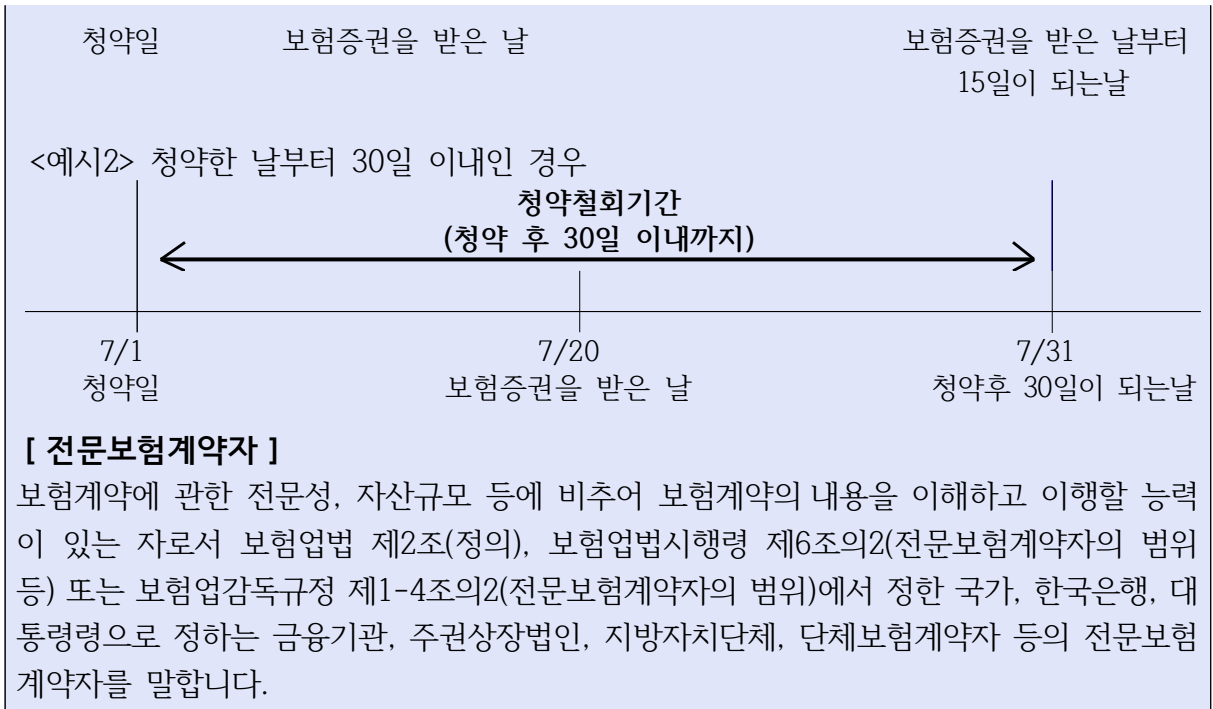 청약일 보험증권을 받은 날 보험증권을 받은 날부터
15일이 되는날
<예시2> 청약한 날부터 30일 이내인 경우
청약철회기간
(청약 후 30일 이내까지)
7/1 7/20 7/31
청약일 보험증권을 받은 날 청약후 30일이 되는날
[ 전문보험계약자 ]
보험계약에 관한 전문성, 자산규모 등에 비추어 보험계약의 내용을 이해하고 이행할 능력
이 있는 자로서 보험업법 제2조(정의), 보험업법시행령 제6조의2(전문보험계약자의 범위
등) 또는 보험업감독규정 제1-4조의2(전문보험계약자의 범위)에서 정한 국가, 한국은행, 대
통령령으로 정하는 금융기관, 주권상장법인, 지방자치단체, 단체보험계약자 등의 전문보험
계약자를 말합니다.